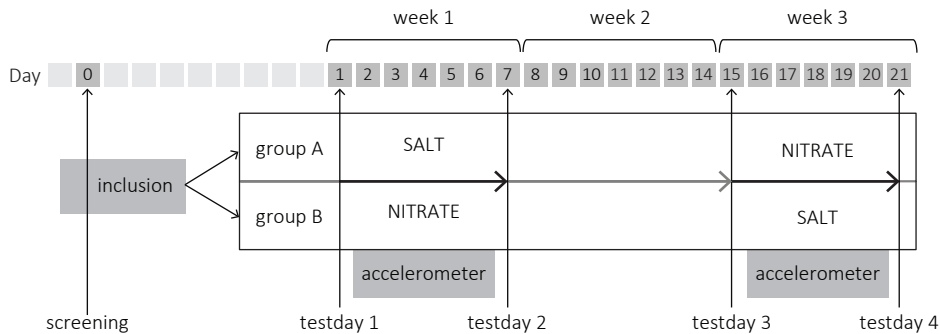 week 1 week 2 week 3
Day 0 1 2 3 4 5 6 7 8 9 10 11 12 13 14 15 16 17 18 19 20 21
group A SALT NITRATE
inclusion
group B NITRATE SALT
accelerometer accelerometer
screening testday 1 testday 2 testday 3 testday 4